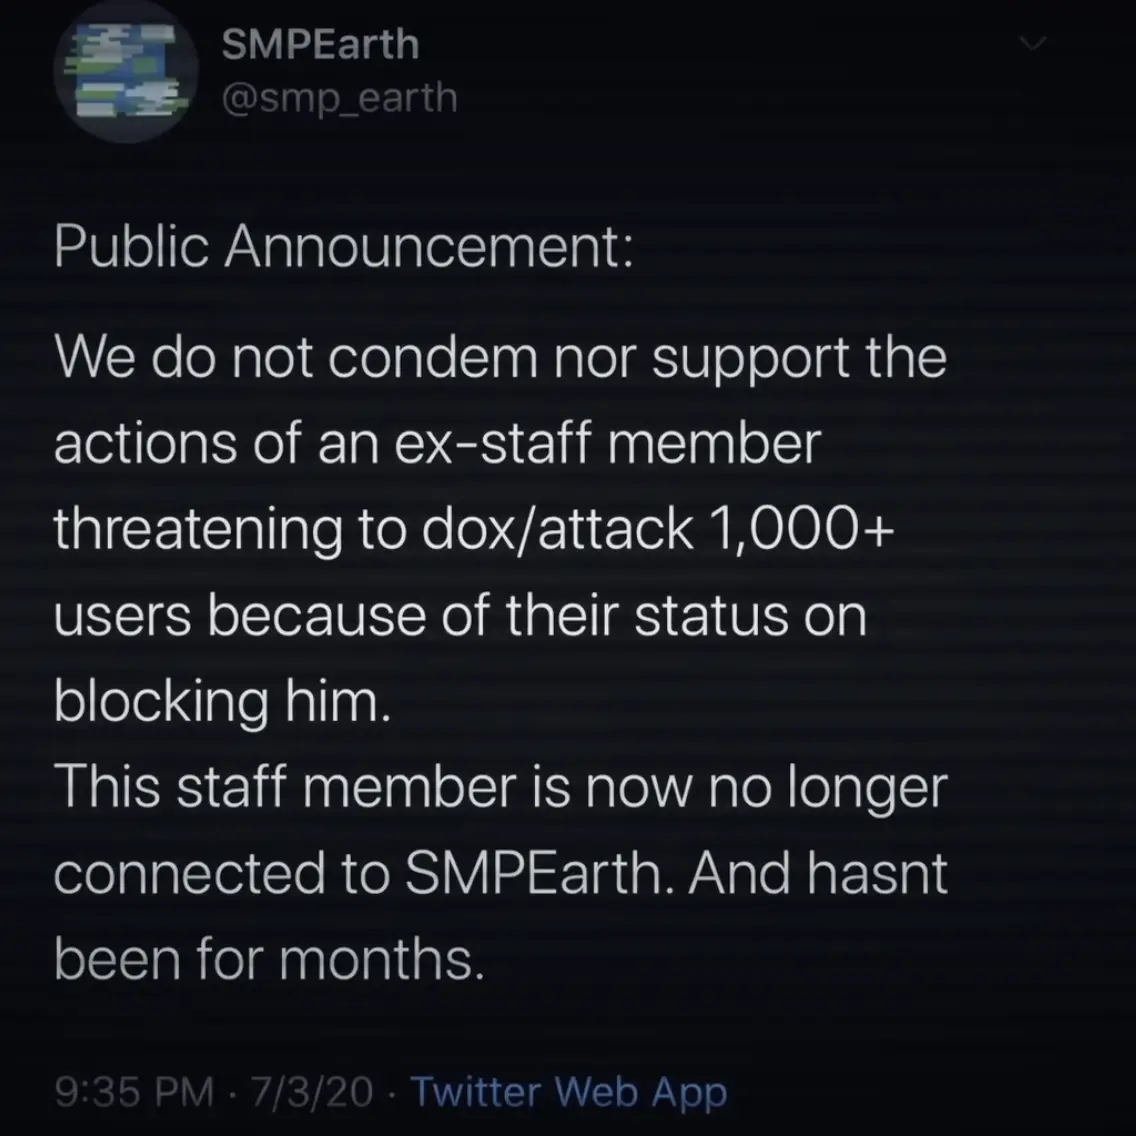 SMPEarth
@smp_earth
Public Announcement:
We do not condem nor support the
actions of an ex-staff member
threatening to dox/attack 1,000+
users because of their status on
blocking him.
This staff member is now no longer
connected to SMPEarth. And hasnt
been for months.
9:35 PM · 7/3/20 · Twitter Web App